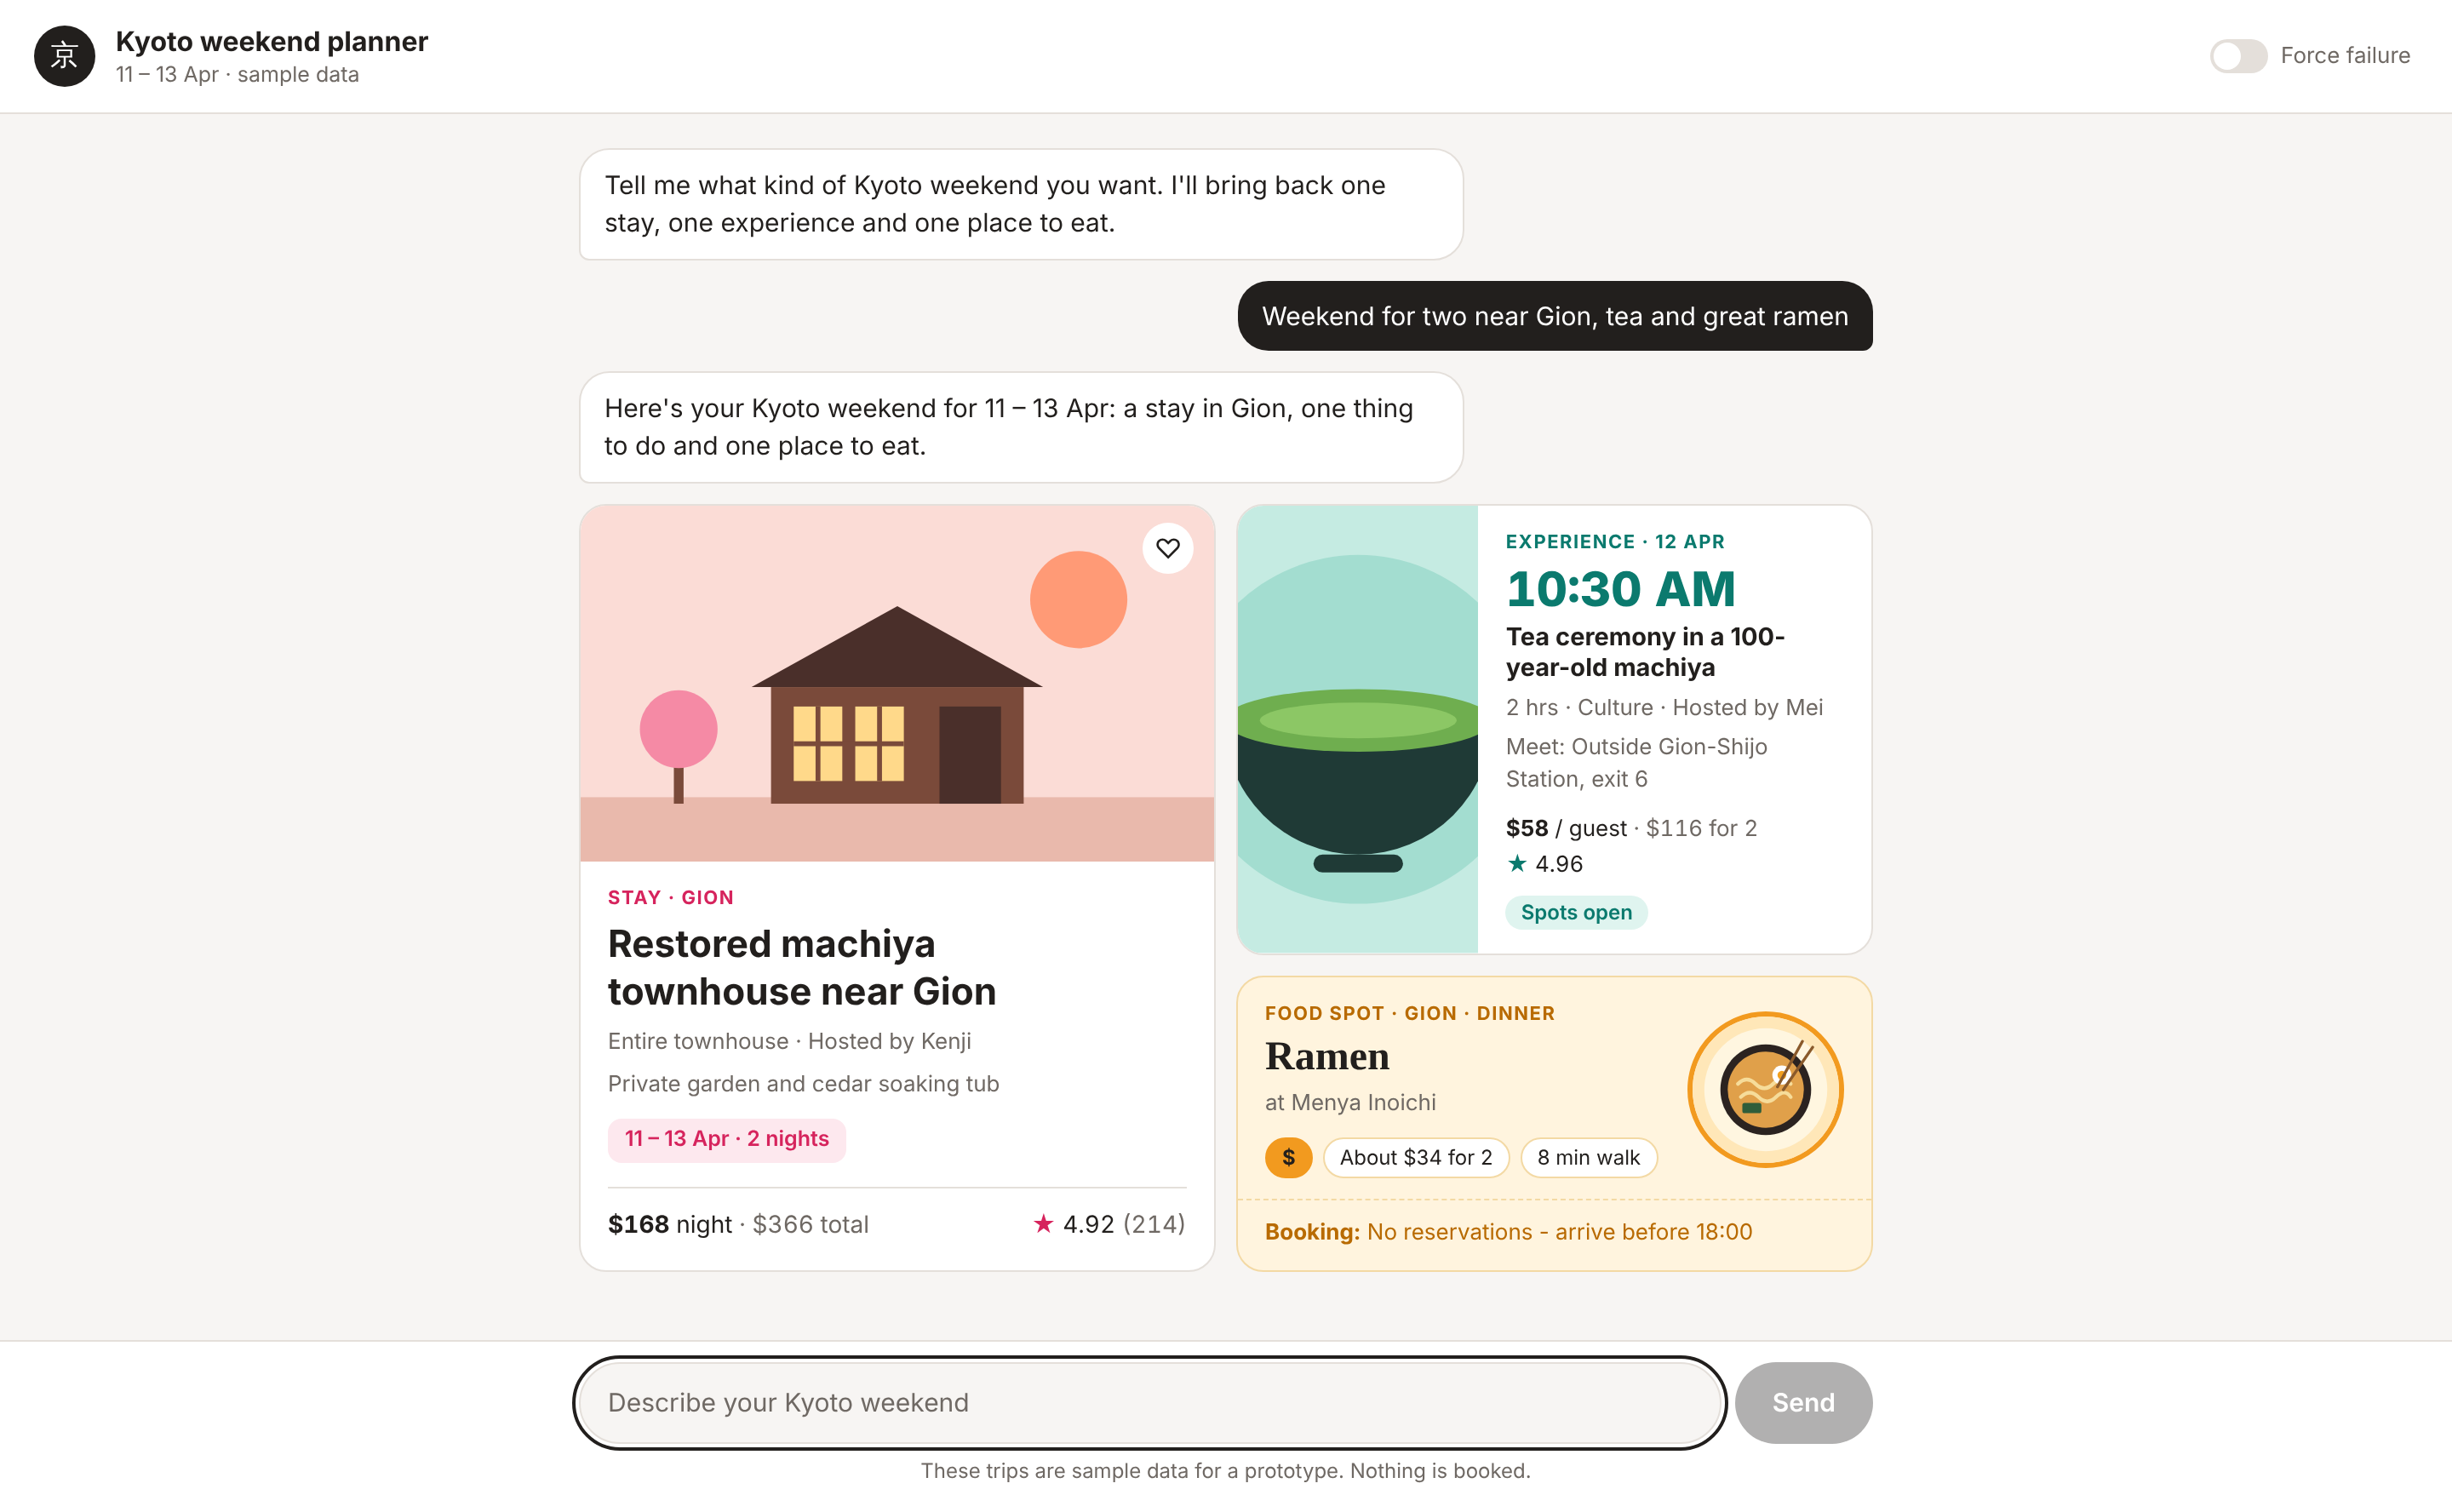 京
Kyoto weekend planner
11 – 13 Apr · sample data
Force failure
Tell me what kind of Kyoto weekend you want. I'll bring back one
stay, one experience and one place to eat.
Weekend for two near Gion, tea and great ramen
Here's your Kyoto weekend for 11 – 13 Apr: a stay in Gion, one thing
to do and one place to eat.
STAY · GION
Restored machiya
townhouse near Gion
Entire townhouse · Hosted by Kenji
Private garden and cedar soaking tub
11 – 13 Apr · 2 nights
$168 night · $366 total
★ 4.92 (214)
EXPERIENCE · 12 APR
10:30 AM
Tea ceremony in a 100-
year-old machiya
2 hrs · Culture · Hosted by Mei
Meet: Outside Gion-Shijo
Station, exit 6
$58 / guest · $116 for 2
★ 4.96
Spots open
FOOD SPOT · GION · DINNER
Ramen
at Menya Inoichi
$
About $34 for 2
8 min walk
Booking: No reservations - arrive before 18:00
Describe your Kyoto weekend
Send
These trips are sample data for a prototype. Nothing is booked.